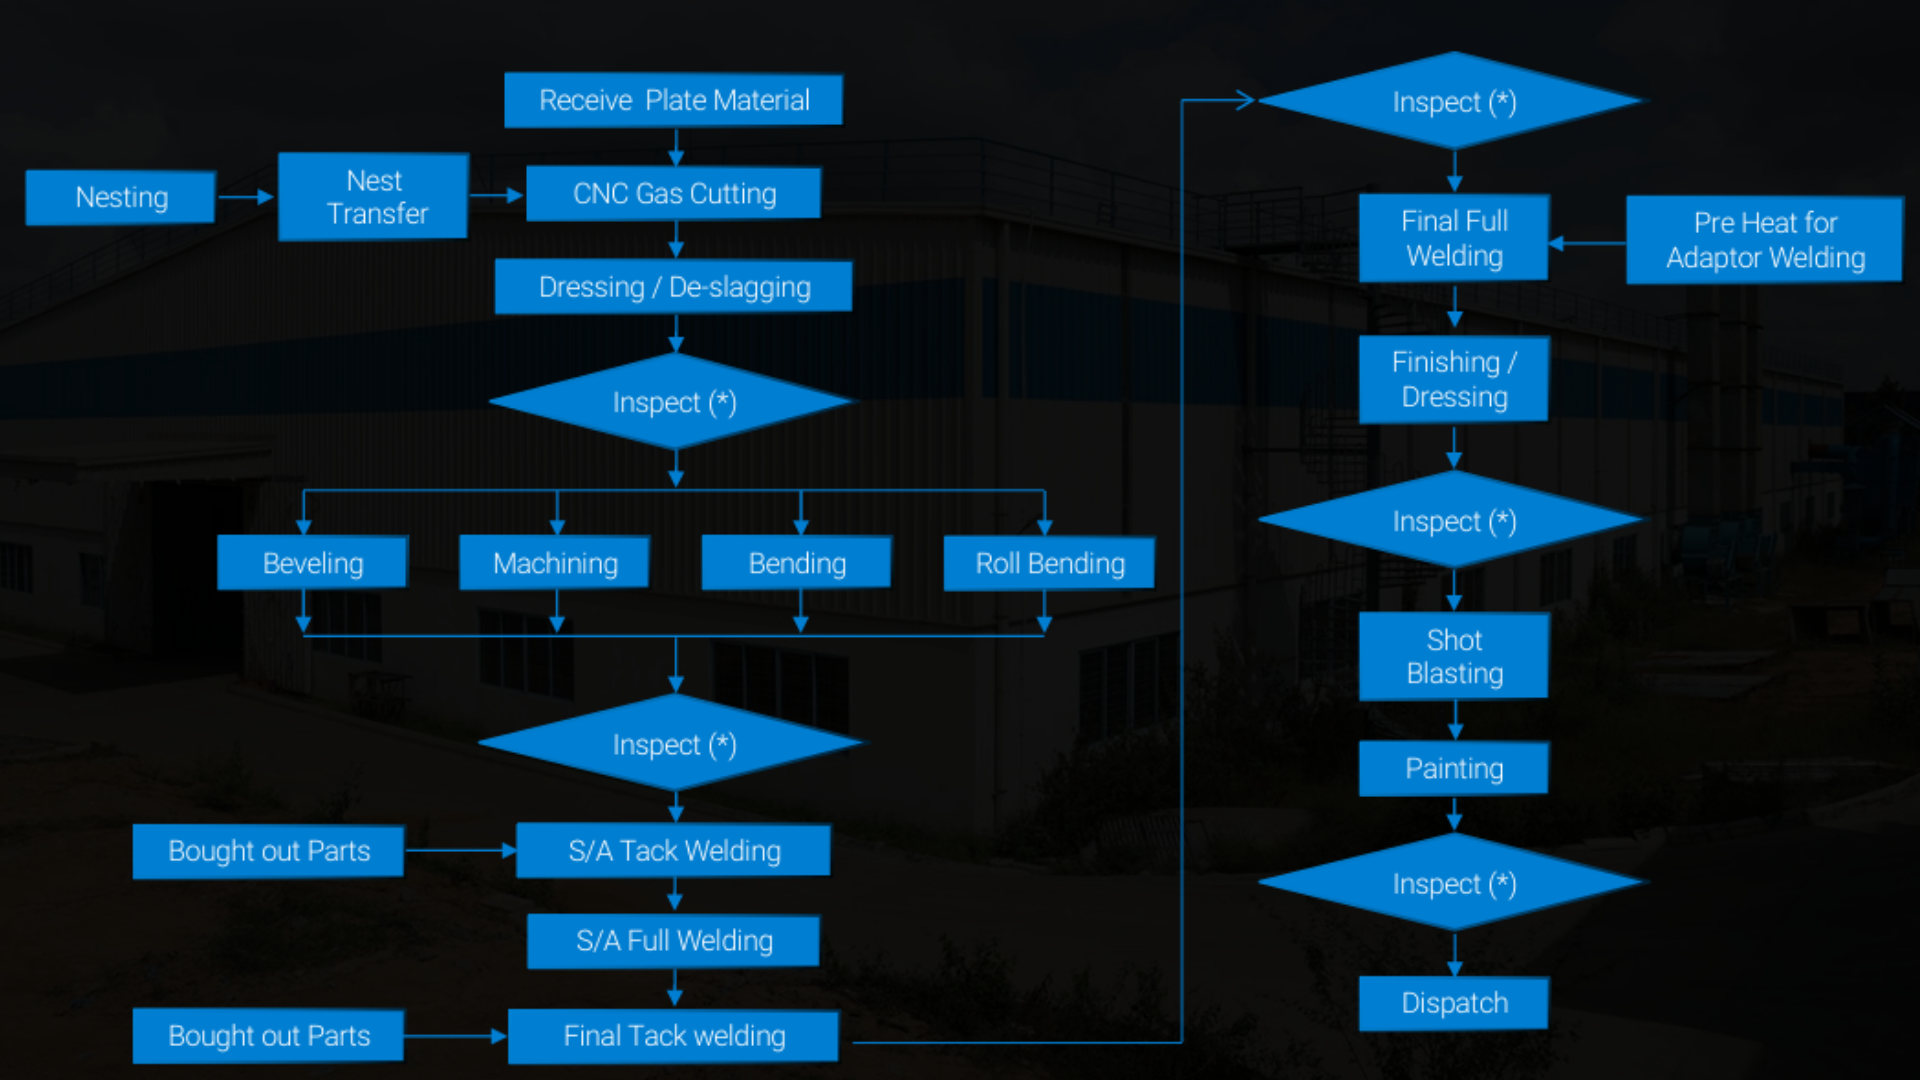 Receive Plate Material
Nesting
Nest
Transfer
CNC Gas Cutting
Dressing / De-slagging
Inspect (*)
Beveling
Machining
Bending
Roll Bending
Inspect (*)
Bought out Parts
S/A Tack Welding
S/A Full Welding
Bought out Parts
Final Tack welding
Inspect (*)
Final Full
Welding
Pre Heat for
Adaptor Welding
Finishing /
Dressing
Inspect (*)
Shot
Blasting
Painting
Inspect (*)
Dispatch